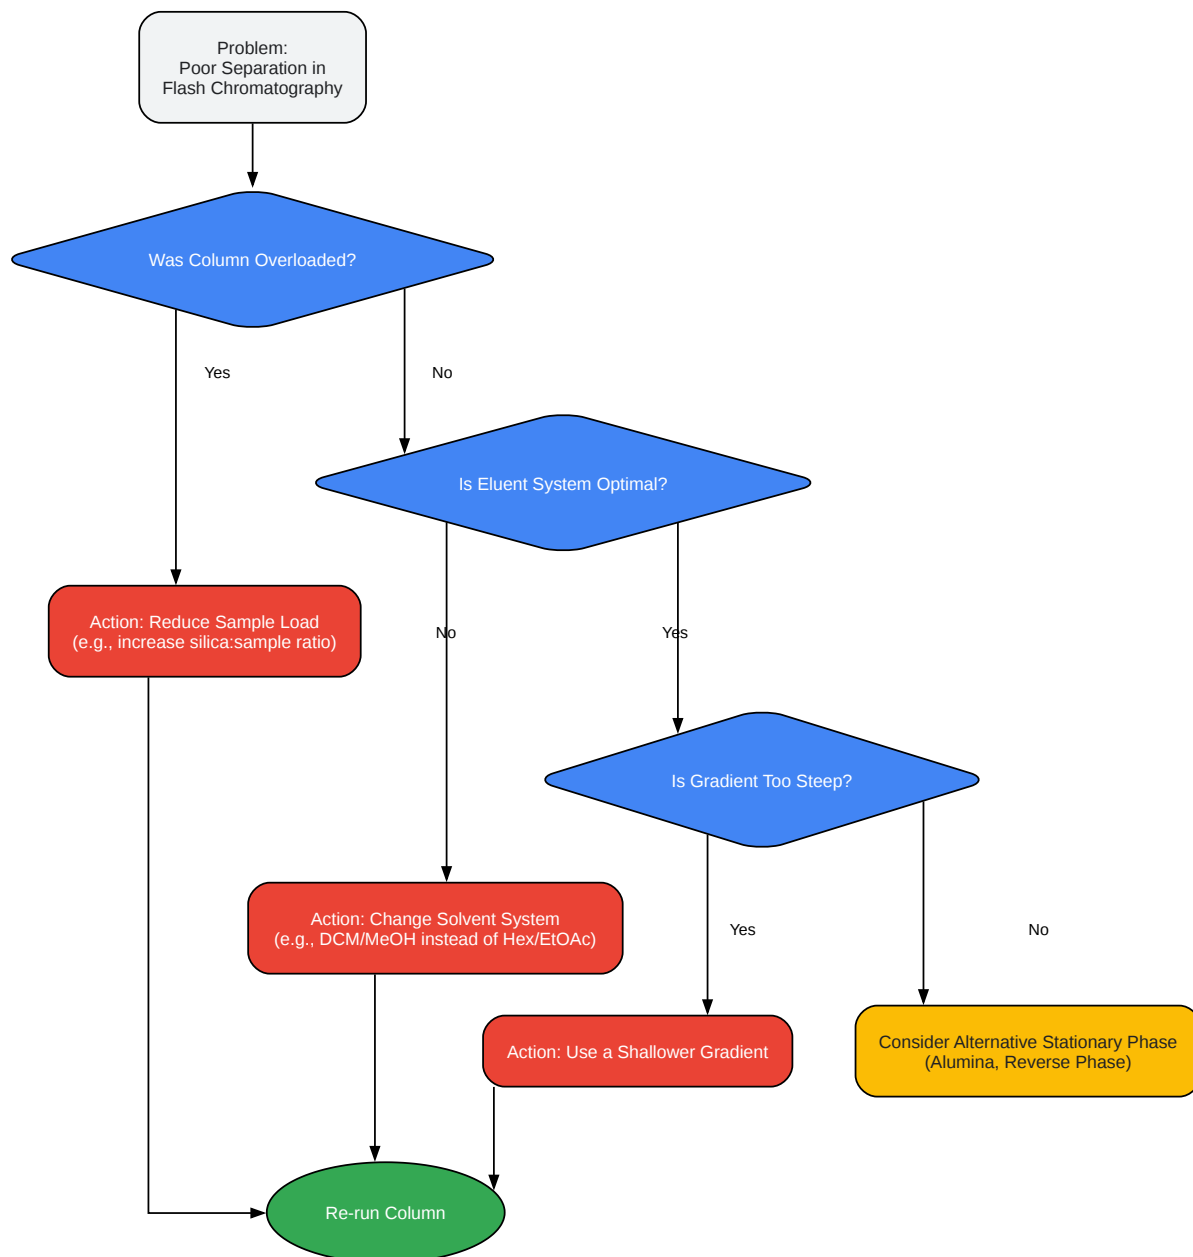 Problem:
Poor Separation in
Flash Chromatography
Was Column Overloaded?
Yes
No
Is Eluent System Optimal?
Action: Reduce Sample Load
(e.g., increase silica:sample ratio)
No
Yes
Is Gradient Too Steep?
Action: Change Solvent System
(e.g., DCM/MeOH instead of Hex/EtOAc)
Yes
No
Action: Use a Shallower Gradient
Consider Alternative Stationary Phase
(Alumina, Reverse Phase)
Re-run Column